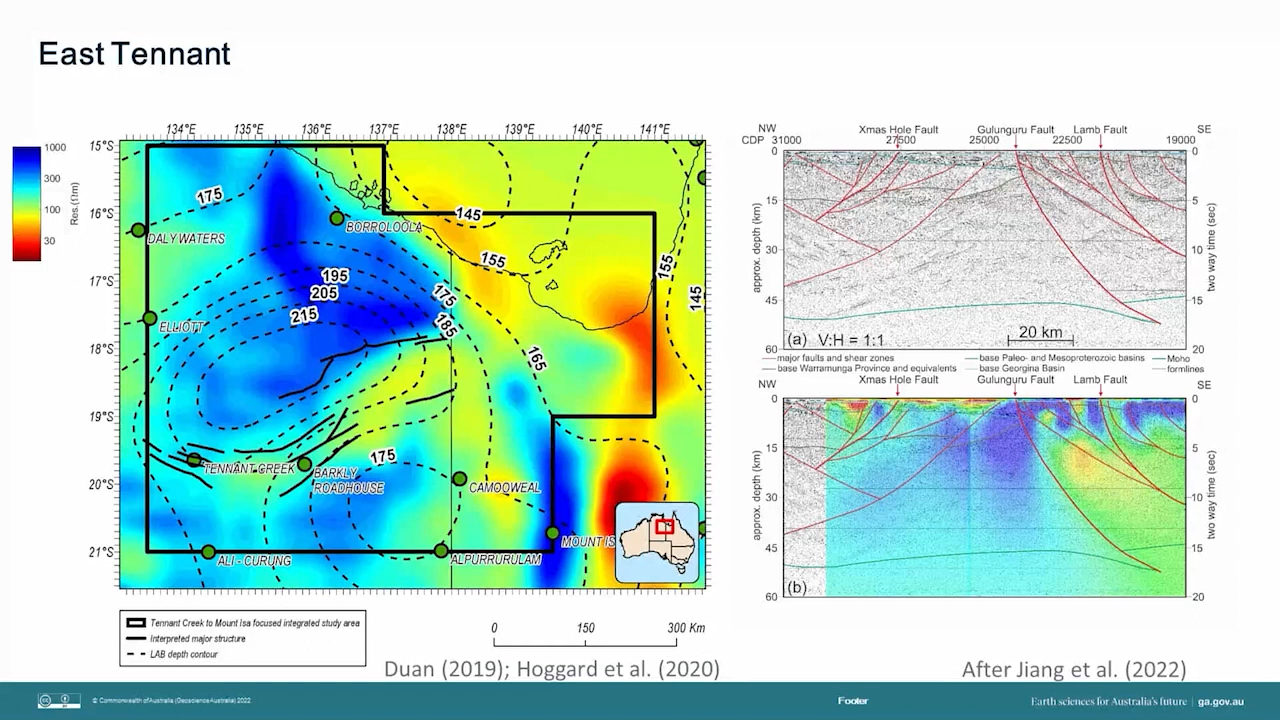 East Tennant
134°E 135°E 136°E 137°E 138°E 139°E 140°E 141°E
15°S
16°S
17°S
18°S
19°S
20°S
21°S
1000
300
100
30
Res.(Ωm)
175
145
155
155
145
195
205
215
175
185
165
175
BORROLOOLA
DALY WATERS
ELLIOTT
TENNANT CREEK
BARKLY
ROADHOUSE
CAMOOWEAL
MOUNT IS
ALI - CURUNG
ALPURRURULAM
Tennant Creek to Mount Isa focused integrated study area
Interpreted major structure
LAB depth contour
0 150 300 Km
Duan (2019); Hoggard et al. (2020)
NW Xmas Hole Fault Gulunguru Fault Lamb Fault SE
CDP 31000 27500 25000 22500 19000
0 0
15 5
30 10
45 15
60 20
approx. depth (km)
two way time (sec)
(a) V:H = 1:1
20 km
major faults and shear zones
base Paleo- and Mesoproterozoic basins
Moho
base Warramunga Province and equivalents
base Georgina Basin
formlines
NW Xmas Hole Fault Gulunguru Fault Lamb Fault SE
0 0
15 5
30 10
45 15
60 20
approx. depth (km)
two way time (sec)
(b)
After Jiang et al. (2022)
cc
BY
© Commonwealth of Australia (Geoscience Australia) 2022
Footer
Earth sciences for Australia's future | ga.gov.au